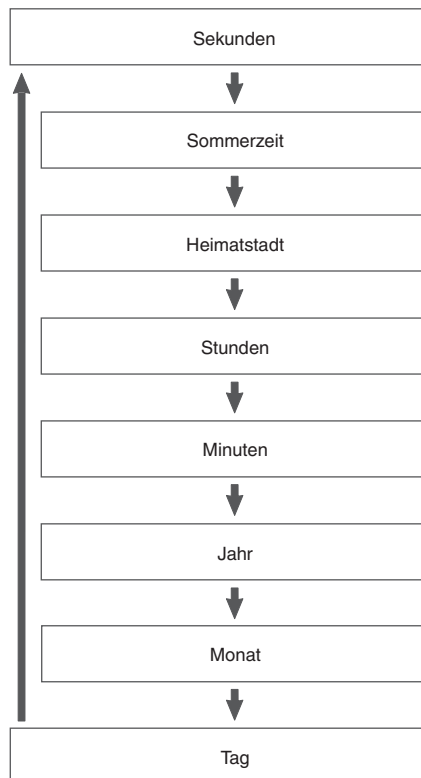 Sekunden
Sommerzeit
Heimatstadt
Stunden
Minuten
Jahr
Monat
Tag